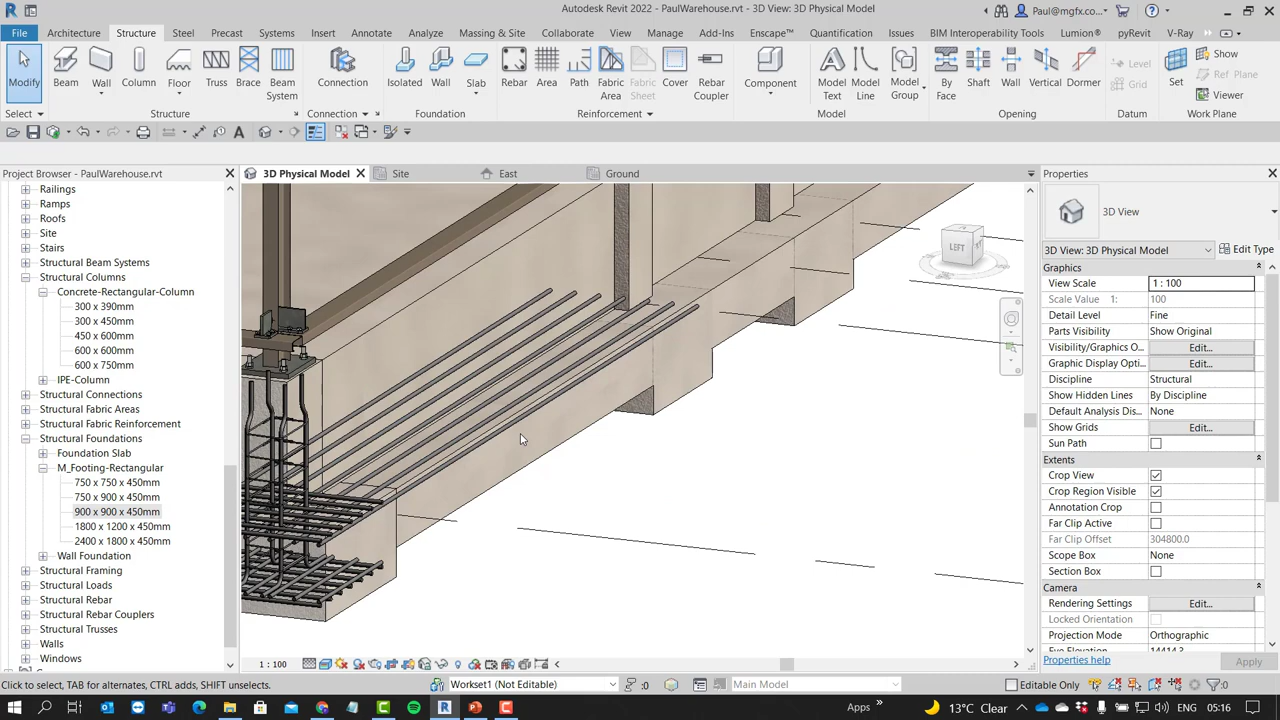 Autodesk Revit 2022 - PaulWarehouse.rvt - 3D View: 3D Physical Model
Paul@mgfx.co...
File Architecture Structure Steel Precast Systems Insert Annotate Analyze Massing & Site Collaborate View Manage Add-Ins Enscape™ Quantification Issues BIM Interoperability Tools Lumion® pyRevit V-Ray
Modify Beam Wall Column Floor Truss Brace Beam System Connection Isolated Wall Slab Rebar Area Path Fabric Area Fabric Sheet Cover Rebar Coupler Component Model Text Model Line Model Group By Face Shaft Wall Vertical Dormer Level Grid Set Show Ref Plane Viewer
Select Structure Connection Foundation Reinforcement Model Opening Datum Work Plane
Project Browser - PaulWarehouse.rvt
3D Physical Model Site East Ground
Properties
Railings
Ramps
Roofs
Site
Stairs
Structural Beam Systems
Structural Columns
Concrete-Rectangular-Column
300 x 390mm
300 x 450mm
450 x 600mm
600 x 600mm
600 x 750mm
IPE-Column
Structural Connections
Structural Fabric Areas
Structural Fabric Reinforcement
Structural Foundations
Foundation Slab
M_Footing-Rectangular
750 x 750 x 450mm
750 x 900 x 450mm
900 x 900 x 450mm
1800 x 1200 x 450mm
2400 x 1800 x 450mm
Wall Foundation
Structural Framing
Structural Loads
Structural Rebar
Structural Rebar Couplers
Structural Trusses
Walls
Windows
LEFT
3D View
3D View: 3D Physical Model Edit Type
Graphics
View Scale 1 : 100
Scale Value 1: 100
Detail Level Fine
Parts Visibility Show Original
Visibility/Graphics O... Edit...
Graphic Display Opti... Edit...
Discipline Structural
Show Hidden Lines By Discipline
Default Analysis Dis... None
Show Grids Edit...
Sun Path
Extents
Crop View
Crop Region Visible
Annotation Crop
Far Clip Active
Far Clip Offset 304800.0
Scope Box None
Section Box
Camera
Rendering Settings Edit...
Locked Orientation
Projection Mode Orthographic
Eye Elevation 14414.3
Properties help Apply
1 : 100
Click to select, TAB for alternates, CTRL adds, SHIFT unselects.
Workset1 (Not Editable) :0 Main Model Editable Only :0
Apps 13°C Clear ENG 05:16